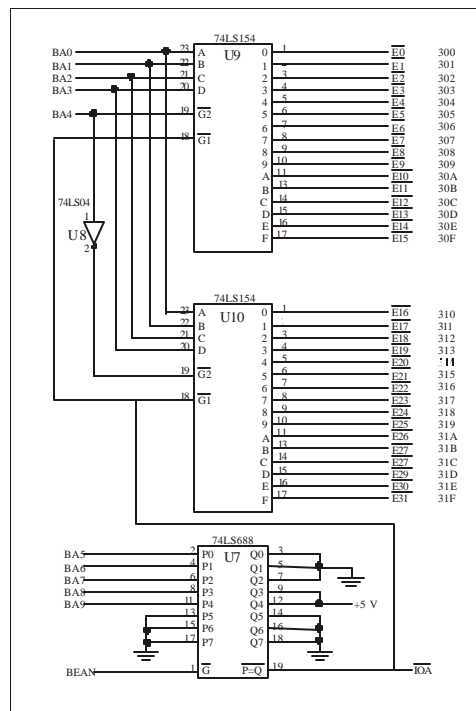 74LS154
BA0 23 A U9 0 1 E0 300
BA1 22 B 1 E1 301
BA2 21 C 2 3 E2 302
BA3 20 D 3 4 E3 303
4 5 E4 304
BA4 19 G2 5 6 E5 305
6 7 E6 306
18 G1 7 8 E7 307
8 9 E8 308
9 10 E9 309
A 11 E10 30A
B 13 E11 30B
74LS04 C 14 E12 30C
1 D 15 E13 30D
U8 E 16 E14 30E
2 F 17 E15 30F
74LS154
23 A U10 0 1 E16 310
22 B 1 E17 311
21 C 2 3 E18 312
20 D 3 4 E19 313
4 5 E20
19 G2 5 6 E21 315
6 7 E22 316
18 G1 7 8 E23 317
8 9 E24 318
9 10 E25 319
A 11 E26 31A
B 13 E27 31B
C 14 E27 31C
D 15 E29 31D
E 16 E30 31E
F 17 E31 31F
74LS688
BA5 2 P0 U7 Q0 3
BA6 4 P1 Q1 5
BA7 6 P2 Q2 7
BA8 8 P3 Q3 9
BA9 11 P4 Q4 12 +5 V
13 P5 Q5 14
15 P6 Q6 16
17 P7 Q7 18
BEAN 1 G P=Q 19 IOA